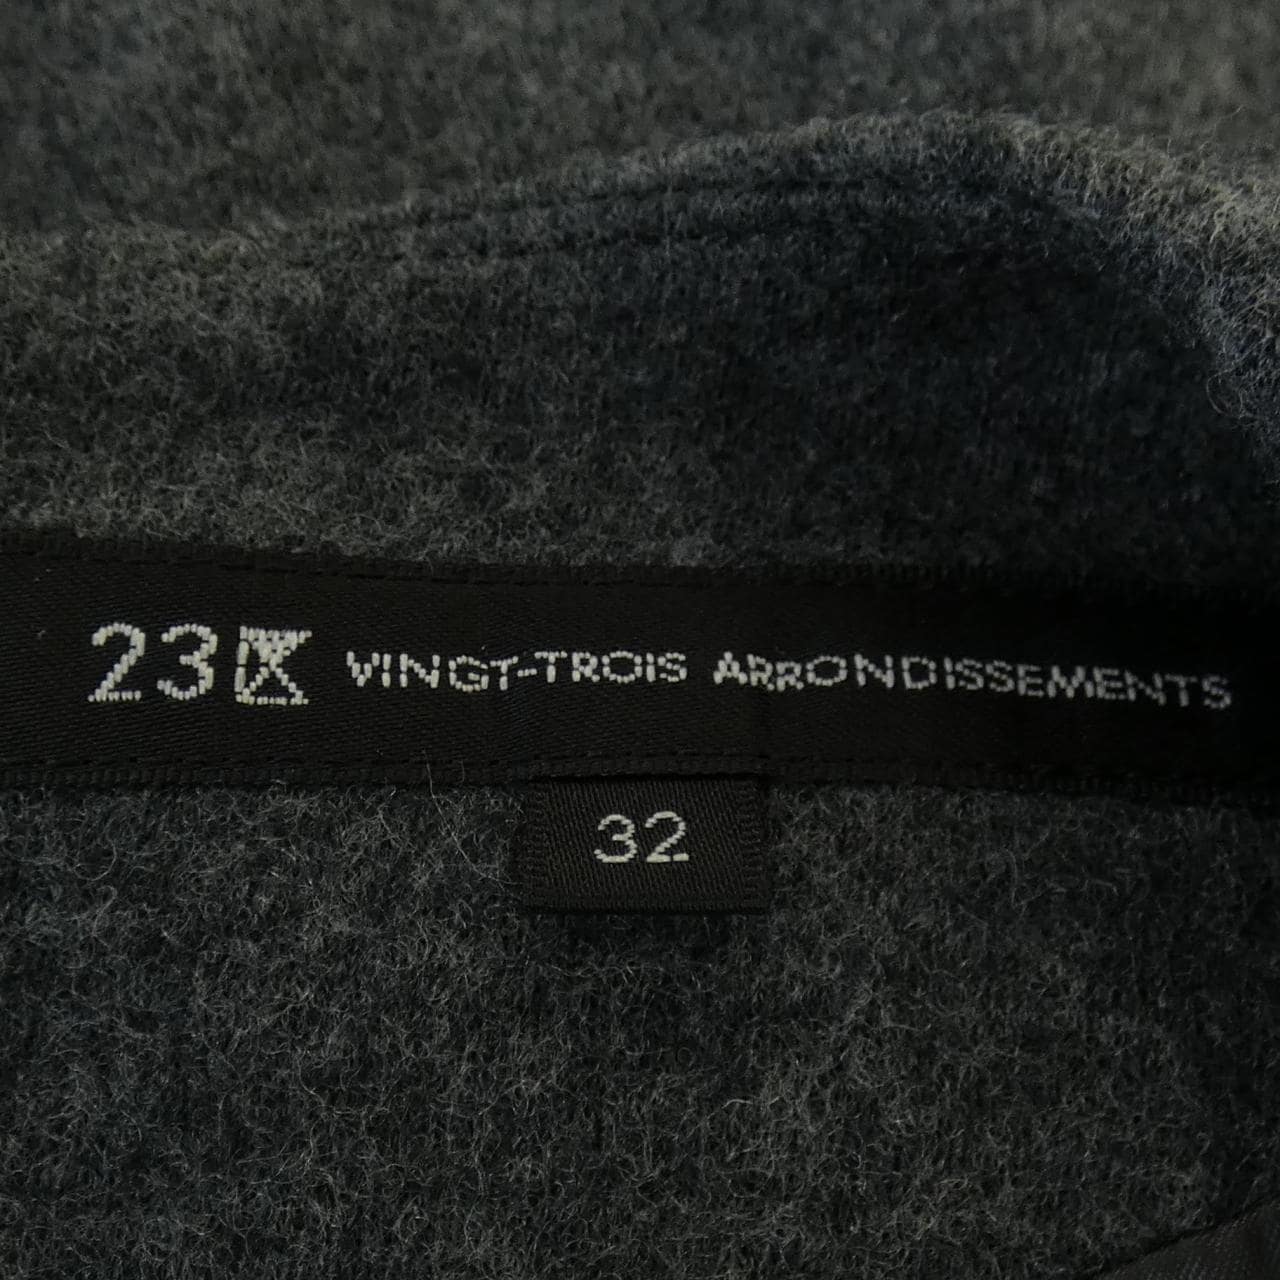 23区 VINGT-TROIS ARRONDISSEMENTS
32